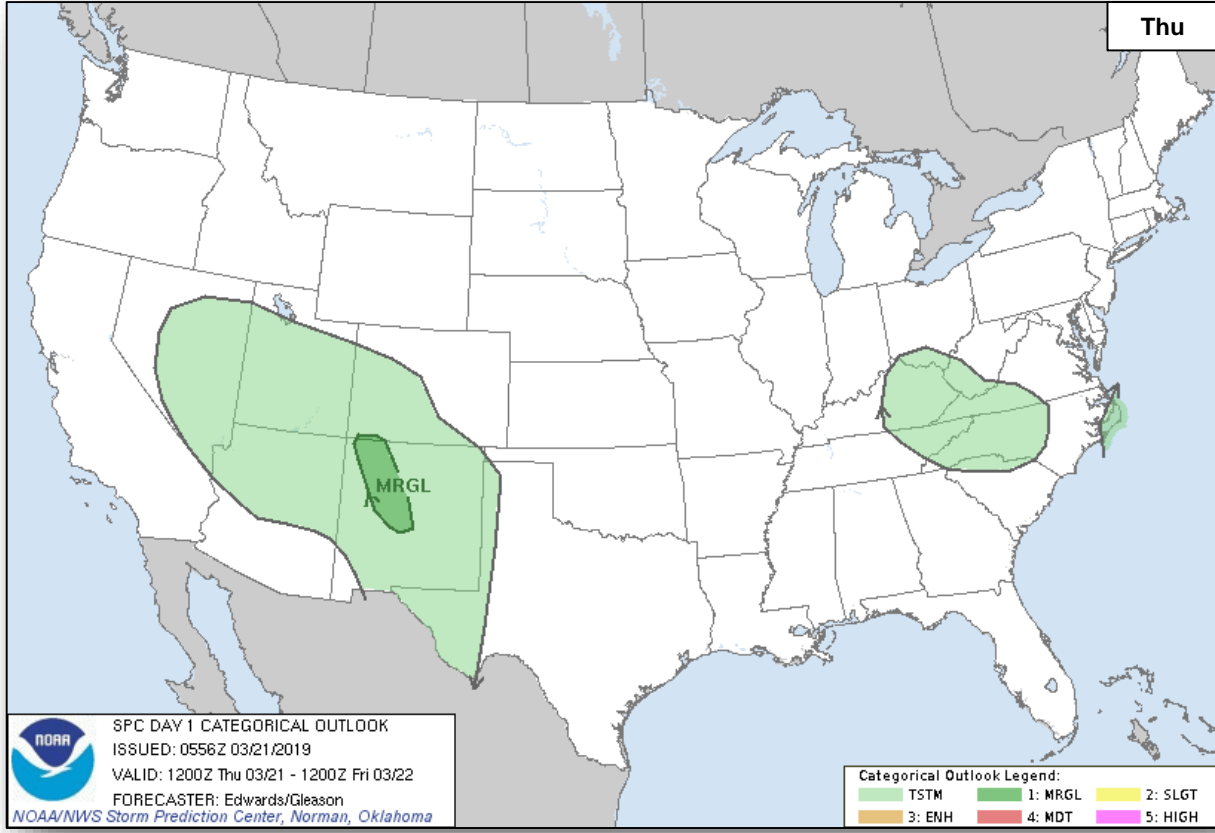 Thu
MRGL
NOAA
SPC DAY 1 CATEGORICAL OUTLOOK
ISSUED: 0556Z 03/21/2019
VALID: 1200Z Thu 03/21 - 1200Z Fri 03/22
FORECASTER: Edwards/Gleason
NOAA/NWS Storm Prediction Center, Norman, Oklahoma
Categorical Outlook Legend:
TSTM 1: MRGL 2: SLGT
3: ENH 4: MDT 5: HIGH